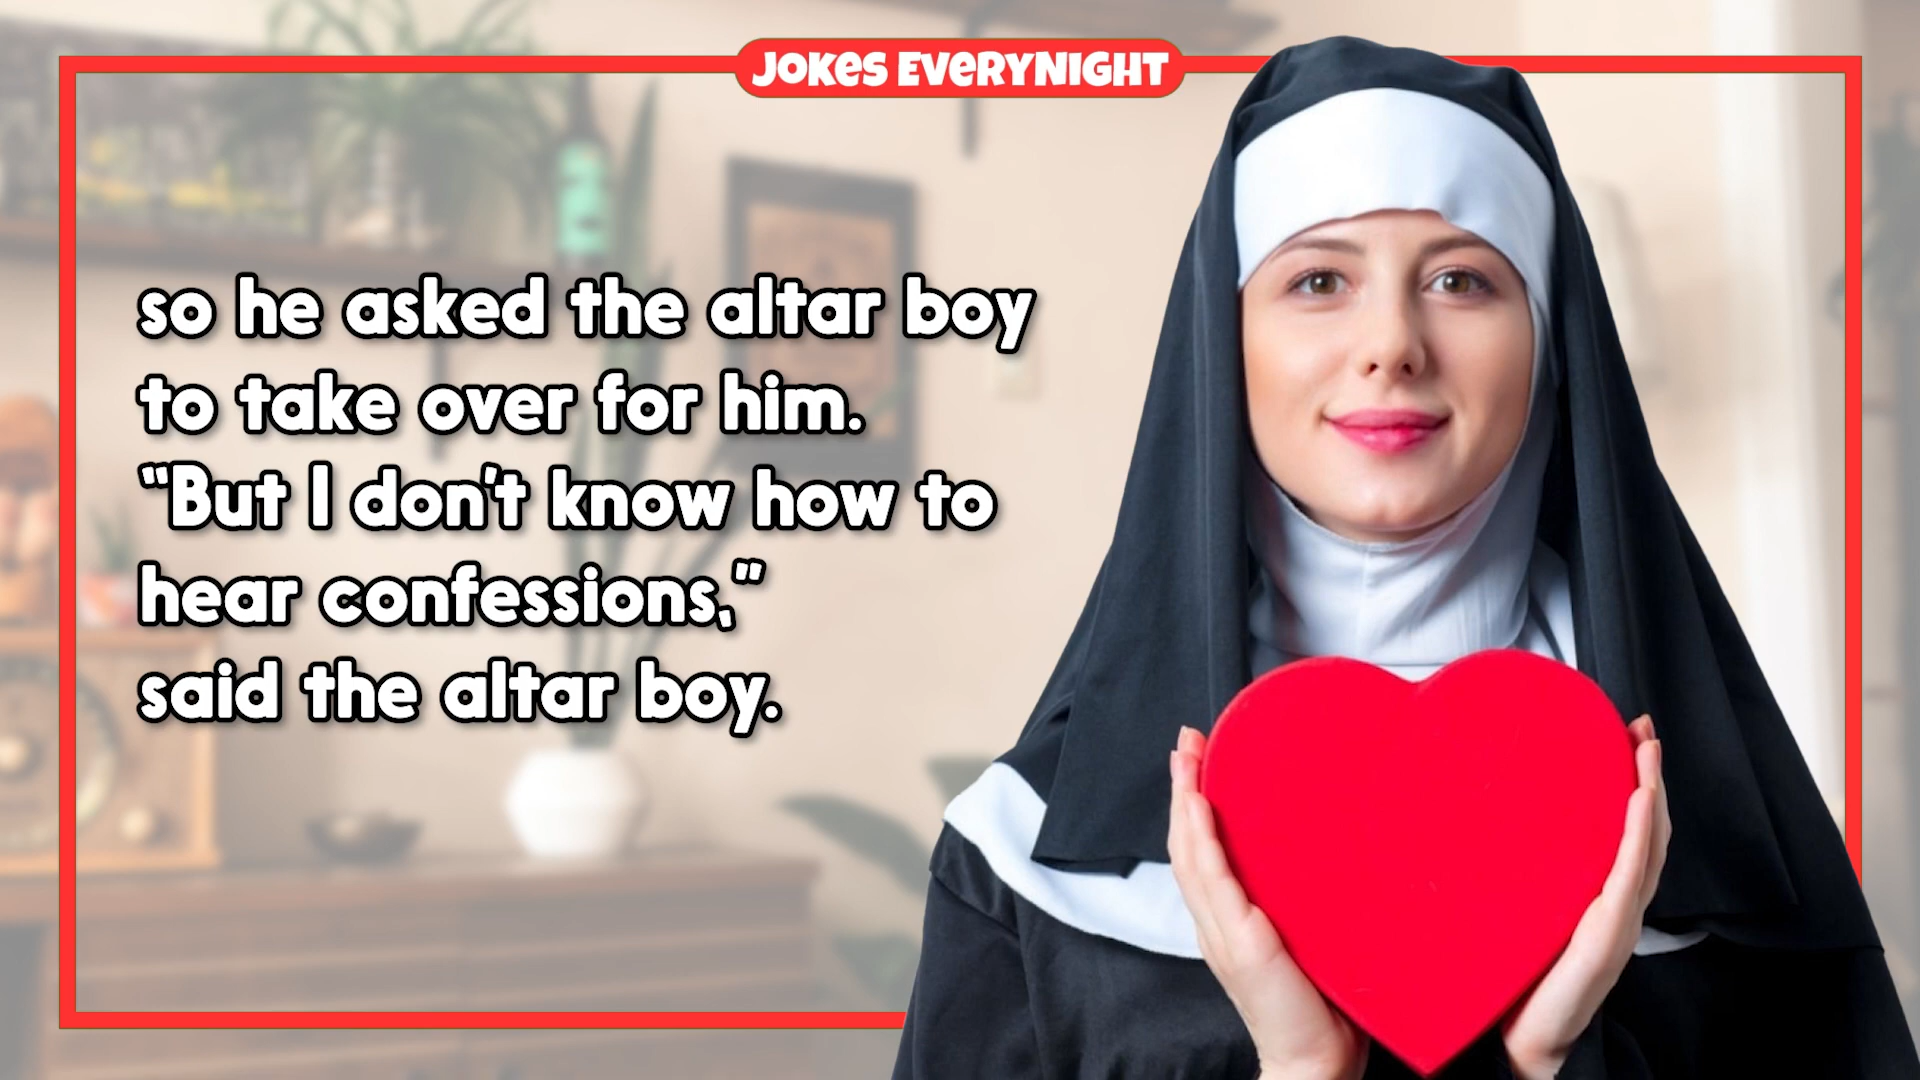 JOKES EVERYNIGHT
so he asked the altar boy
to take over for him.
"But I don't know how to
hear confessions,"
said the altar boy.